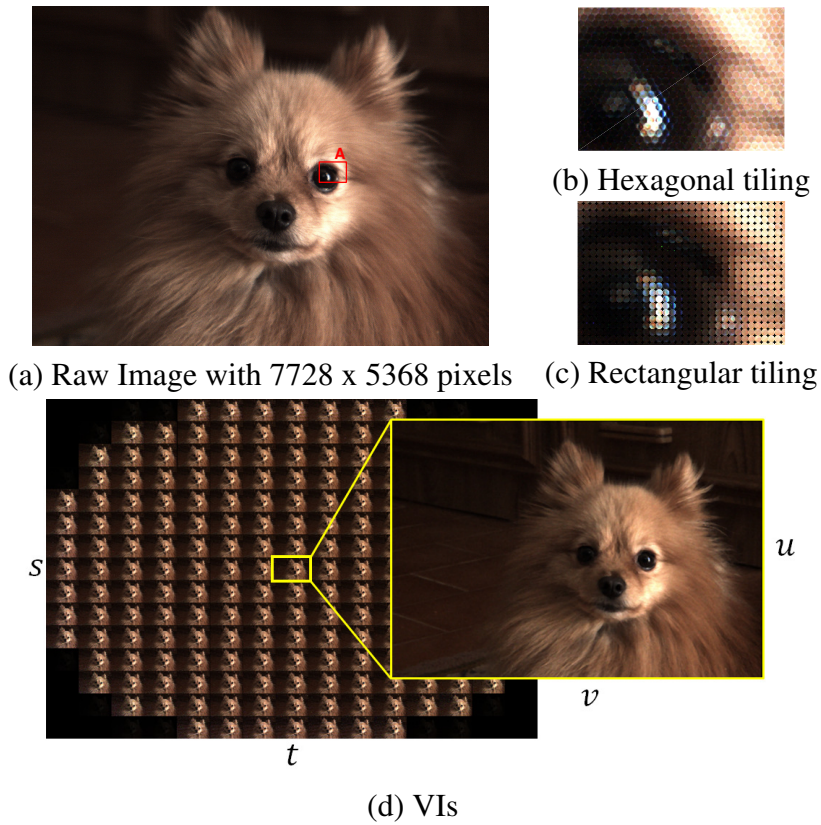 A
(a) Raw Image with 7728 x 5368 pixels
(b) Hexagonal tiling
(c) Rectangular tiling
s
t
u
v
(d) VIs